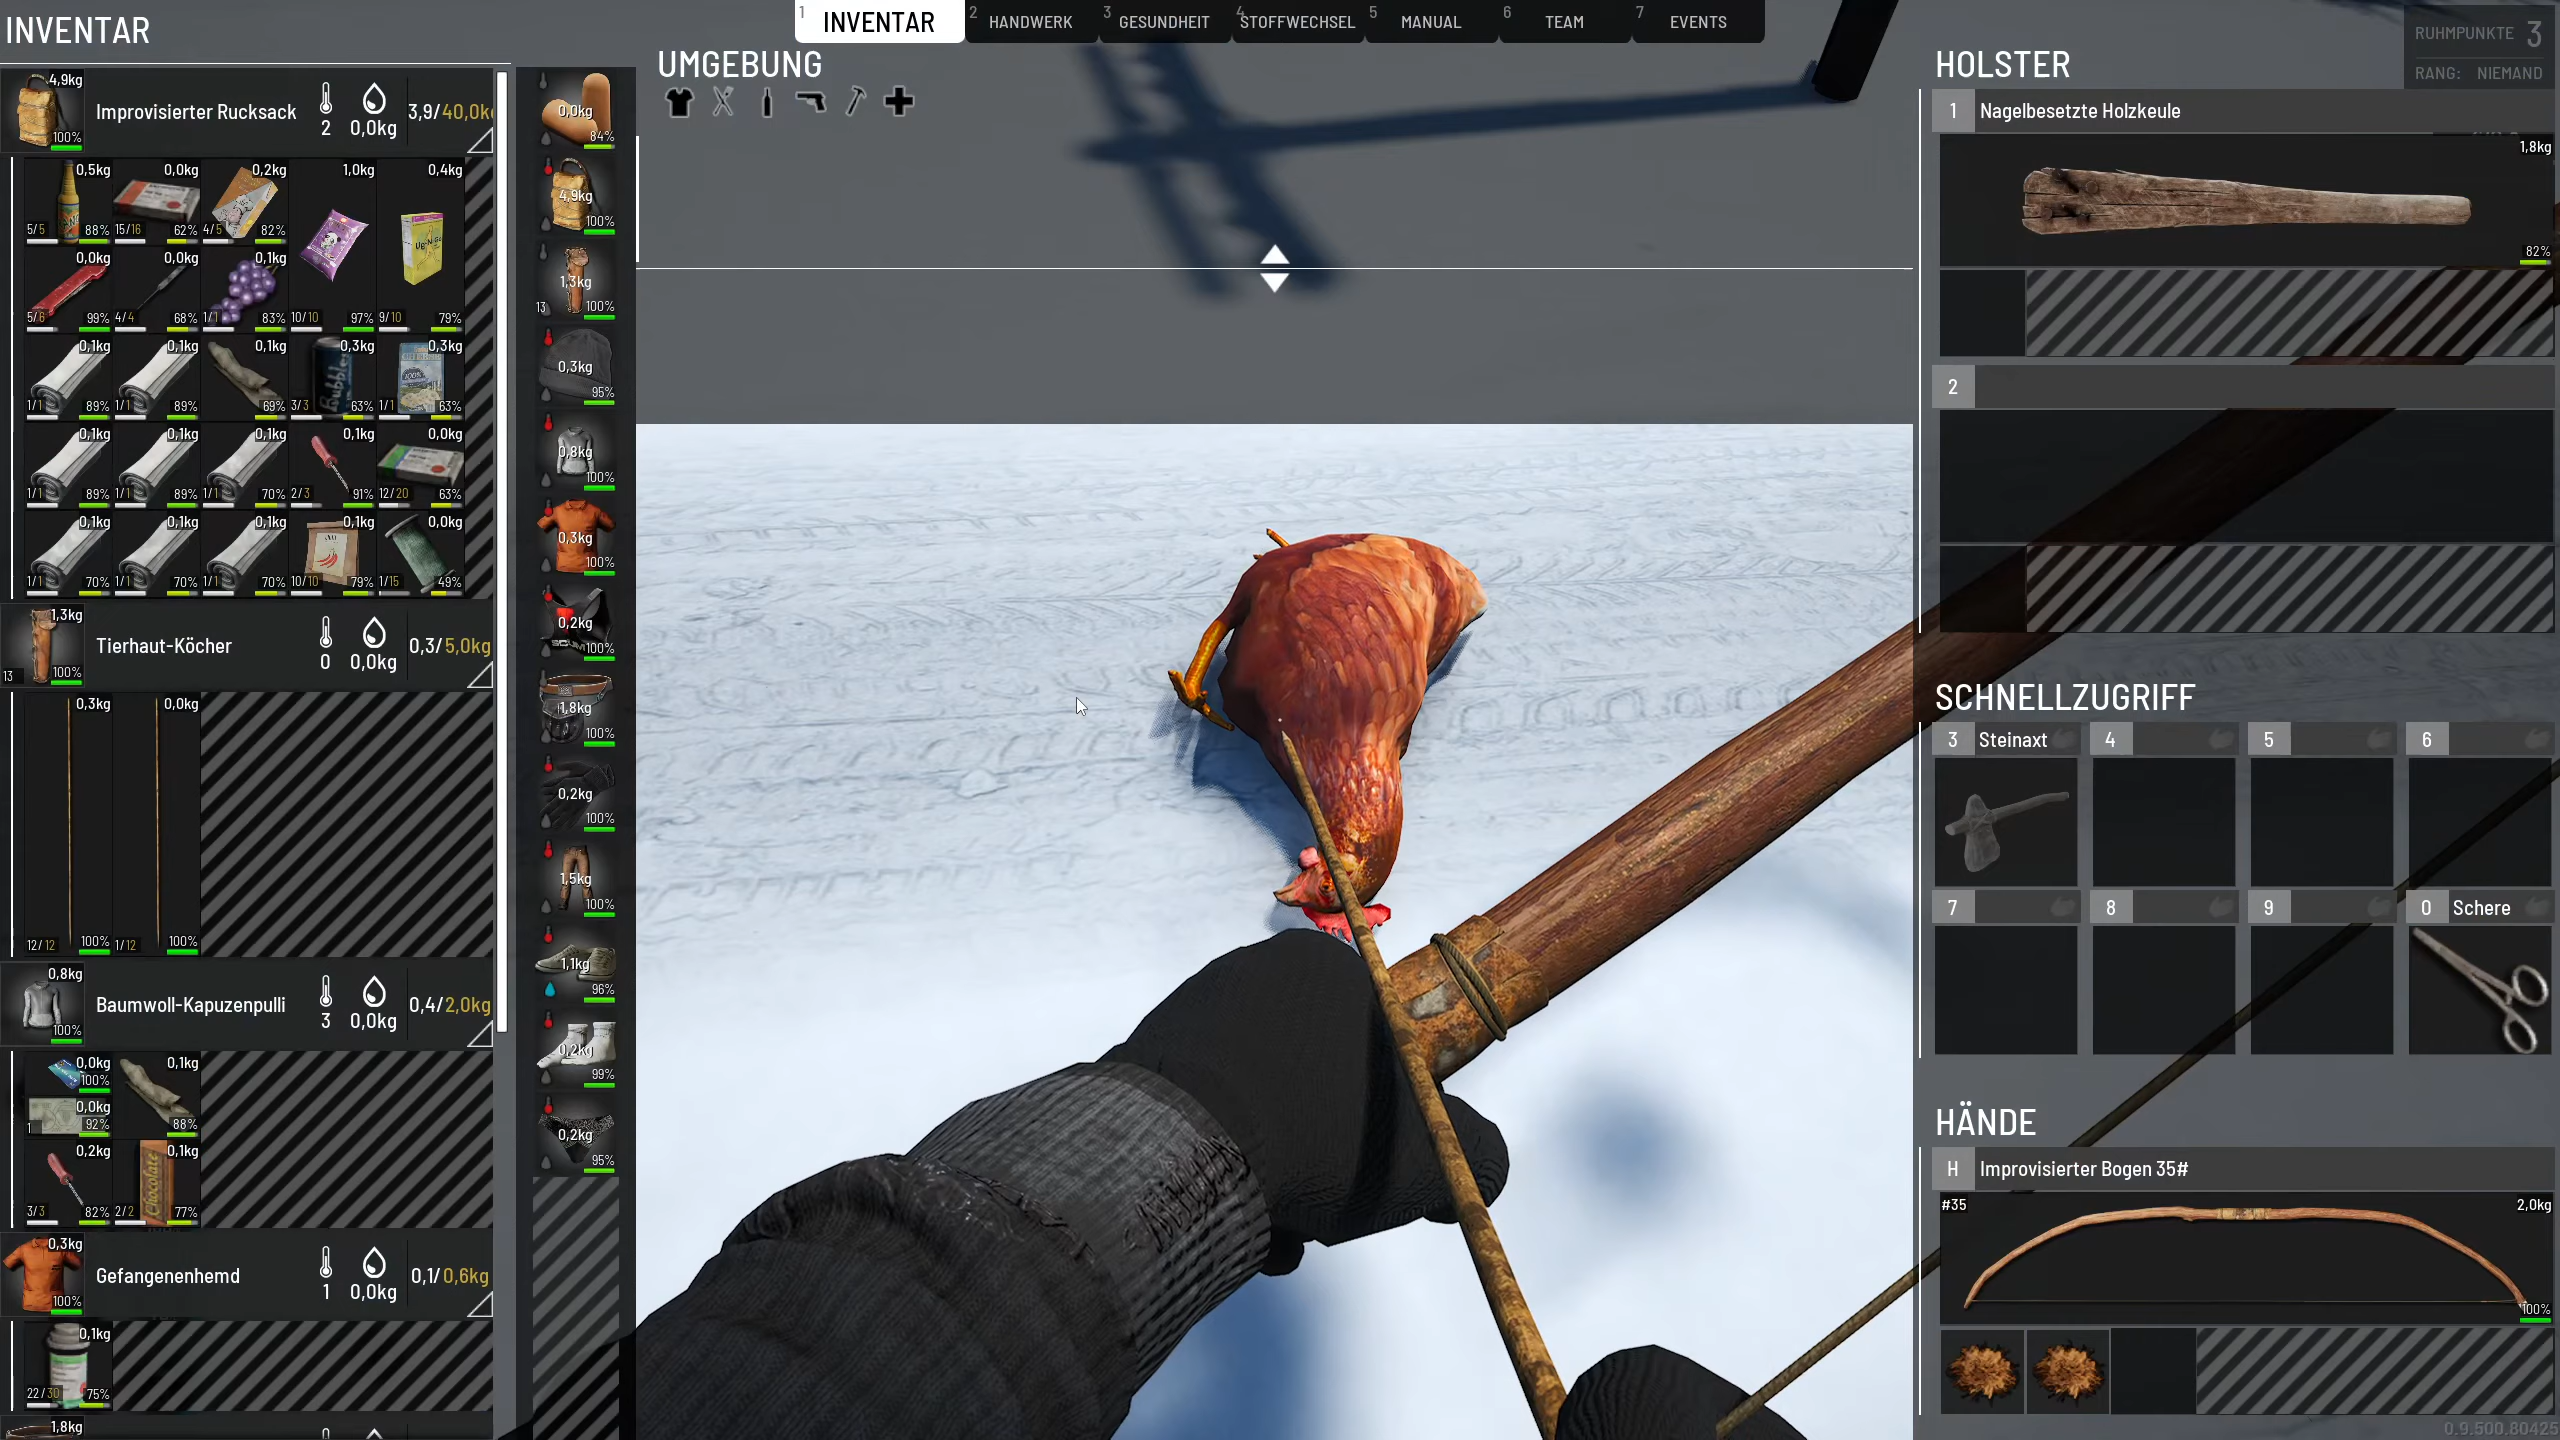 INVENTAR
1 INVENTAR
2 HANDWERK
3 GESUNDHEIT
4 STOFFWECHSEL
5 MANUAL
6 TEAM
7 EVENTS
RUHMPUNKTE 3
RANG: NIEMAND
4,9kg
100%
Improvisierter Rucksack
2
0,0kg
3,9/40,0k
0,5kg 0,0kg 0,2kg 1,0kg 0,4kg
5/5 88% 15/16 62% 4/5 82%
0,0kg 0,0kg 0,1kg
5/6 99% 4/4 68% 1/1 83% 10/10 97% 9/10 79%
0,1kg 0,1kg 0,1kg 0,3kg 0,3kg
1/1 89% 1/1 89% 69% 3/3 63% 1/1 63%
0,1kg 0,1kg 0,1kg 0,1kg 0,0kg
1/1 89% 1/1 89% 1/1 70% 2/3 91% 12/20 63%
0,1kg 0,1kg 0,1kg 0,1kg 0,0kg
1/1 70% 1/1 70% 1/1 70% 10/10 79% 1/15 49%
1,3kg
13 100%
Tierhaut-Köcher
0
0,0kg
0,3/5,0kg
0,3kg 0,0kg
12/12 100% 1/12 100%
0,8kg
100%
Baumwoll-Kapuzenpulli
3
0,0kg
0,4/2,0kg
0,0kg 0,1kg
100%
0,0kg
1 92% 88%
0,2kg 0,1kg
Chocolate
3/3 82% 2/2 77%
0,3kg
100%
Gefangenenhemd
1
0,0kg
0,1/0,6kg
0,1kg
22/30 75%
1,8kg
0,0kg
84%
4,9kg
100%
1,3kg
13 100%
0,3kg
95%
0,8kg
100%
0,3kg
100%
0,2kg
100%
1,8kg
100%
0,2kg
100%
1,5kg
100%
1,1kg
96%
0,2kg
99%
0,2kg
95%
UMGEBUNG
HOLSTER
1 Nagelbesetzte Holzkeule
1,8kg
82%
2
SCHNELLZUGRIFF
3 Steinaxt 4 5 6
7 8 9 0 Schere
HÄNDE
H Improvisierter Bogen 35#
#35 2,0kg
100%
0.9.500.80425